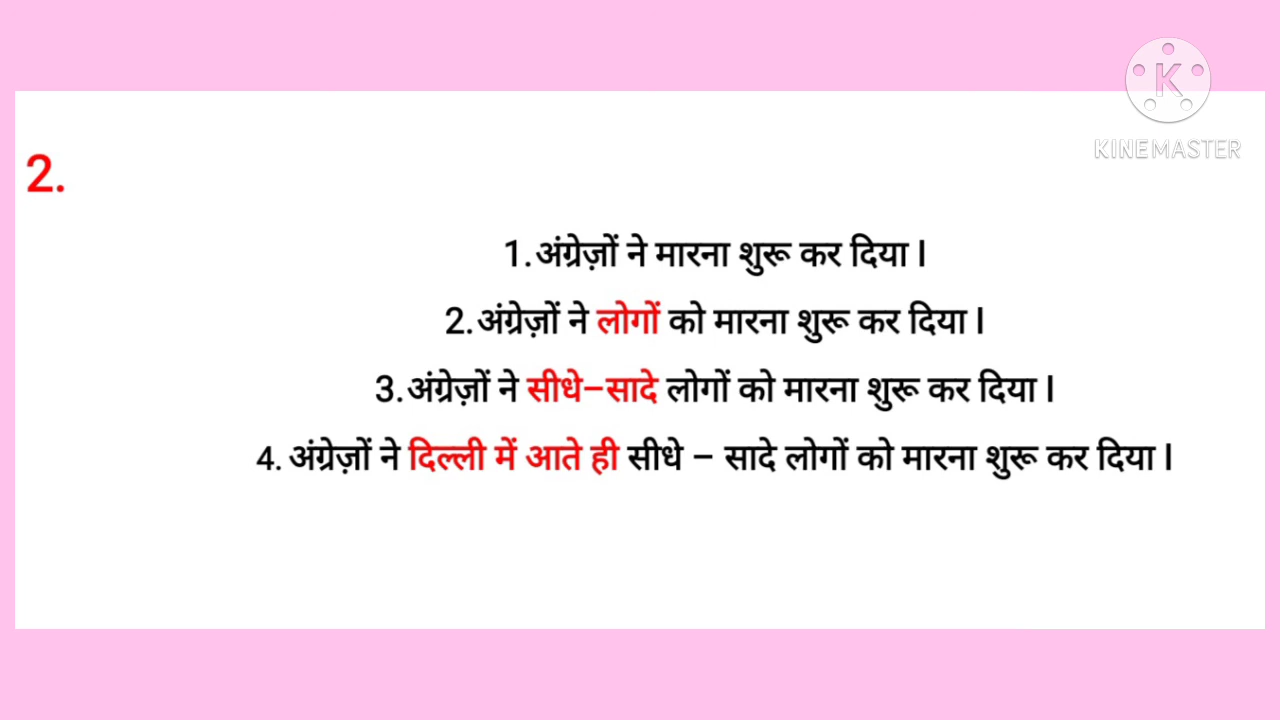 KINEMASTER
2.
1.अंग्रेज़ों ने मारना शुरू कर दिया l
2.अंग्रेज़ों ने लोगों को मारना शुरू कर दिया l
3.अंग्रेज़ों ने सीधे–सादे लोगों को मारना शुरू कर दिया l
4. अंग्रेज़ों ने दिल्ली में आते ही सीधे – सादे लोगों को मारना शुरू कर दिया l